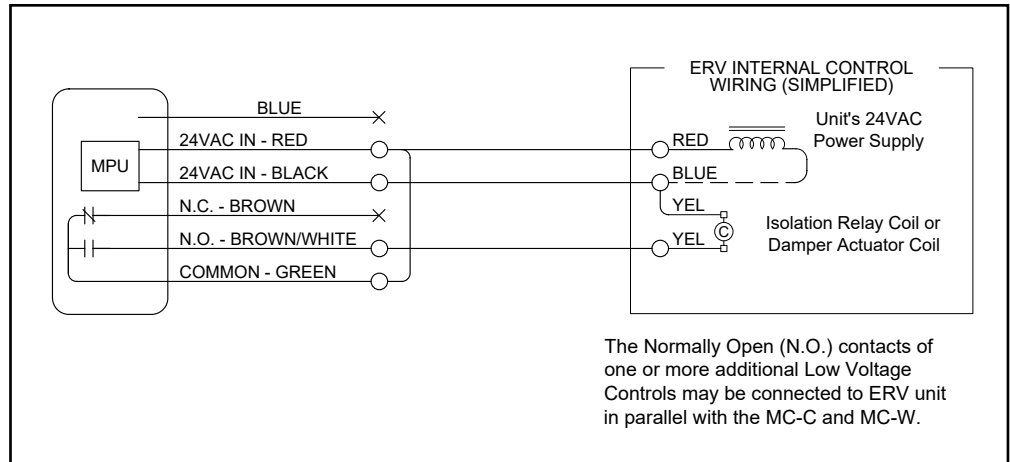 BLUE
24VAC IN - RED
MPU
24VAC IN - BLACK
N.C. - BROWN
N.O. - BROWN/WHITE
COMMON - GREEN
ERV INTERNAL CONTROL
WIRING (SIMPLIFIED)
Unit's 24VAC
Power Supply
RED
BLUE
YEL
C
YEL
Isolation Relay Coil or
Damper Actuator Coil
The Normally Open (N.O.) contacts of
one or more additional Low Voltage
Controls may be connected to ERV unit
in parallel with the MC-C and MC-W.